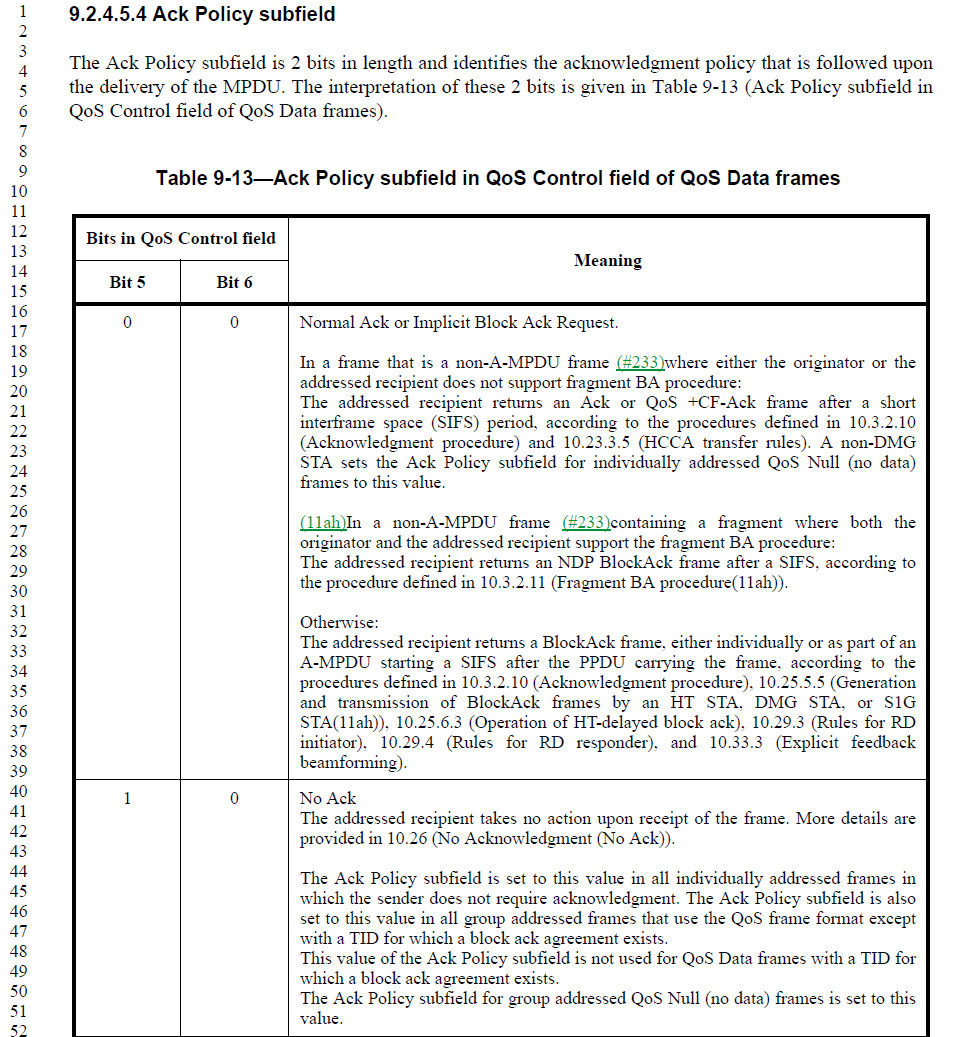 1
2
3
4
5
6
7
8
9
10
11
12
13
14
15
16
17
18
19
20
21
22
23
24
25
26
27
28
29
30
31
32
33
34
35
36
37
38
39
40
41
42
43
44
45
46
47
48
49
50
51
52
9.2.4.5.4 Ack Policy subfield
The Ack Policy subfield is 2 bits in length and identifies the acknowledgment policy that is followed upon
the delivery of the MPDU. The interpretation of these 2 bits is given in Table 9-13 (Ack Policy subfield in
QoS Control field of QoS Data frames).
Table 9-13—Ack Policy subfield in QoS Control field of QoS Data frames
Bits in QoS Control field
Meaning
Bit 5 Bit 6
0 0 Normal Ack or Implicit Block Ack Request.
In a frame that is a non-A-MPDU frame (#233)where either the originator or the
addressed recipient does not support fragment BA procedure:
The addressed recipient returns an Ack or QoS +CF-Ack frame after a short
interframe space (SIFS) period, according to the procedures defined in 10.3.2.10
(Acknowledgment procedure) and 10.23.3.5 (HCCA transfer rules). A non-DMG
STA sets the Ack Policy subfield for individually addressed QoS Null (no data)
frames to this value.
(11ah)In a non-A-MPDU frame (#233)containing a fragment where both the
originator and the addressed recipient support the fragment BA procedure:
The addressed recipient returns an NDP BlockAck frame after a SIFS, according to
the procedure defined in 10.3.2.11 (Fragment BA procedure(11ah)).
Otherwise:
The addressed recipient returns a BlockAck frame, either individually or as part of an
A-MPDU starting a SIFS after the PPDU carrying the frame, according to the
procedures defined in 10.3.2.10 (Acknowledgment procedure), 10.25.5.5 (Generation
and transmission of BlockAck frames by an HT STA, DMG STA, or S1G
STA(11ah)), 10.25.6.3 (Operation of HT-delayed block ack), 10.29.3 (Rules for RD
initiator), 10.29.4 (Rules for RD responder), and 10.33.3 (Explicit feedback
beamforming).
1 0 No Ack
The addressed recipient takes no action upon receipt of the frame. More details are
provided in 10.26 (No Acknowledgment (No Ack)).
The Ack Policy subfield is set to this value in all individually addressed frames in
which the sender does not require acknowledgment. The Ack Policy subfield is also
set to this value in all group addressed frames that use the QoS frame format except
with a TID for which a block ack agreement exists.
This value of the Ack Policy subfield is not used for QoS Data frames with a TID for
which a block ack agreement exists.
The Ack Policy subfield for group addressed QoS Null (no data) frames is set to this
value.